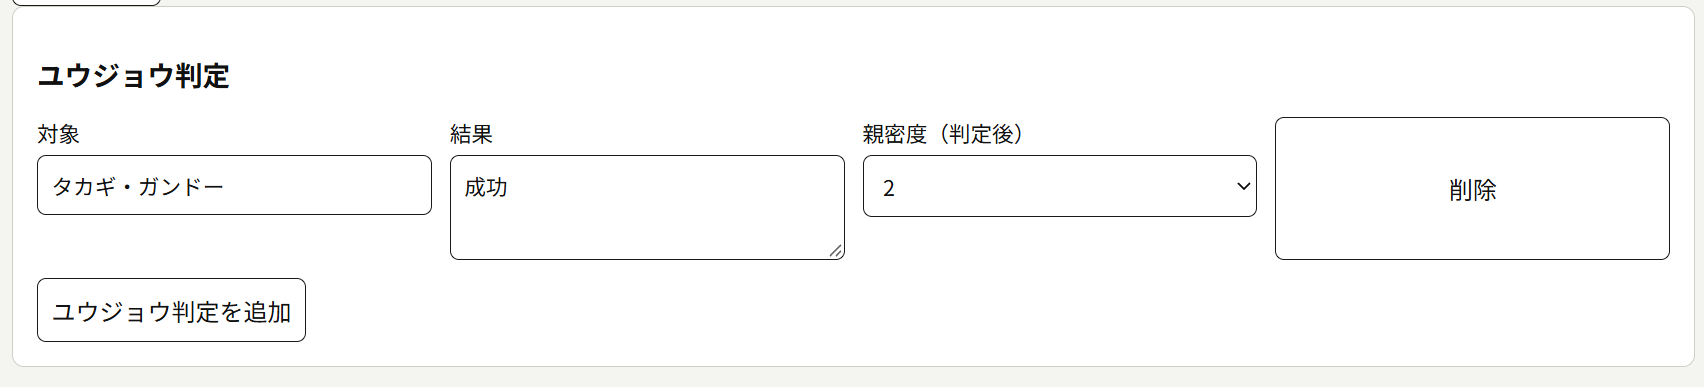 ユウジョウ判定
対象
結果
親密度（判定後）
タカギ・ガンドー
成功
2
削除
ユウジョウ判定を追加